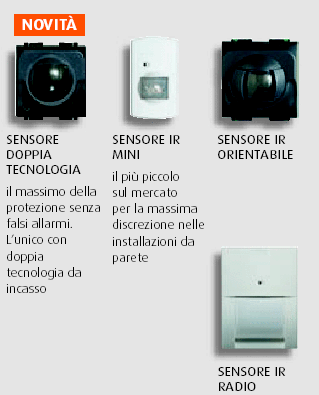 NOVITÀ
SENSORE
DOPPIA
TECNOLOGIA
il massimo della
protezione senza
falsi allarmi.
L'unico con
doppia
tecnologia da
incasso
SENSORE IR
MINI
il più piccolo
sul mercato
per la massima
discrezione nelle
installazioni da
parete
SENSORE IR
ORIENTABILE
SENSORE IR
RADIO